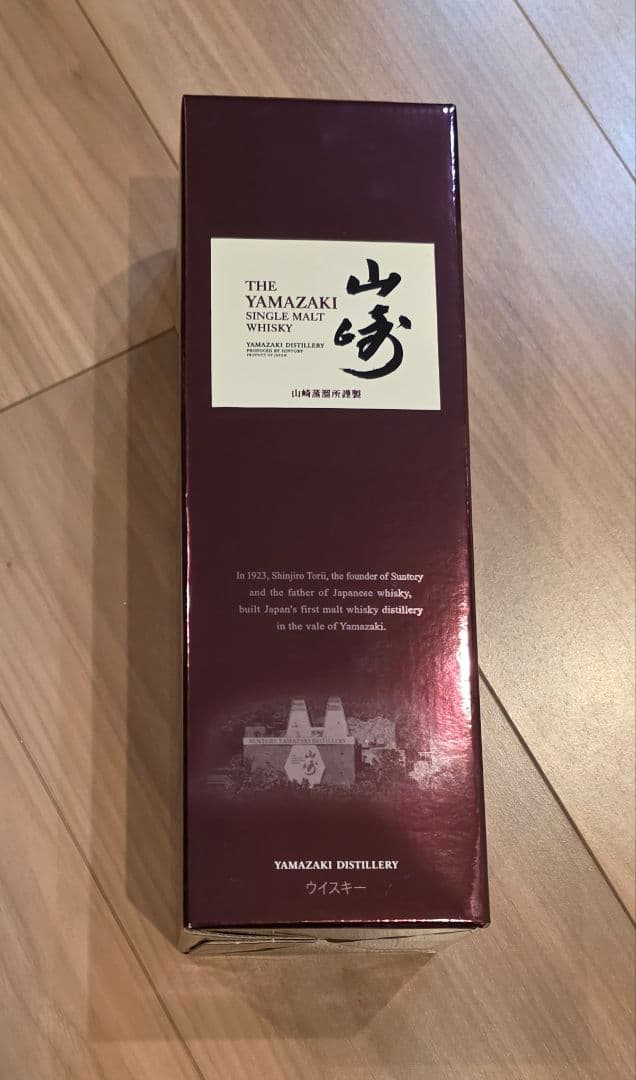 THE
YAMAZAKI
SINGLE MALT
WHISKY
YAMAZAKI DISTILLERY
PRODUCED BY SUNTORY
PRODUCT OF JAPAN
山崎
山崎蒸溜所謹製
In 1923, Shinjiro Torii, the founder of Suntory
and the father of Japanese whisky,
built Japan's first malt whisky distillery
in the vale of Yamazaki.
SUNTORY YAMAZAKI DISTILLERY
山崎
YAMAZAKI DISTILLERY
ウイスキー